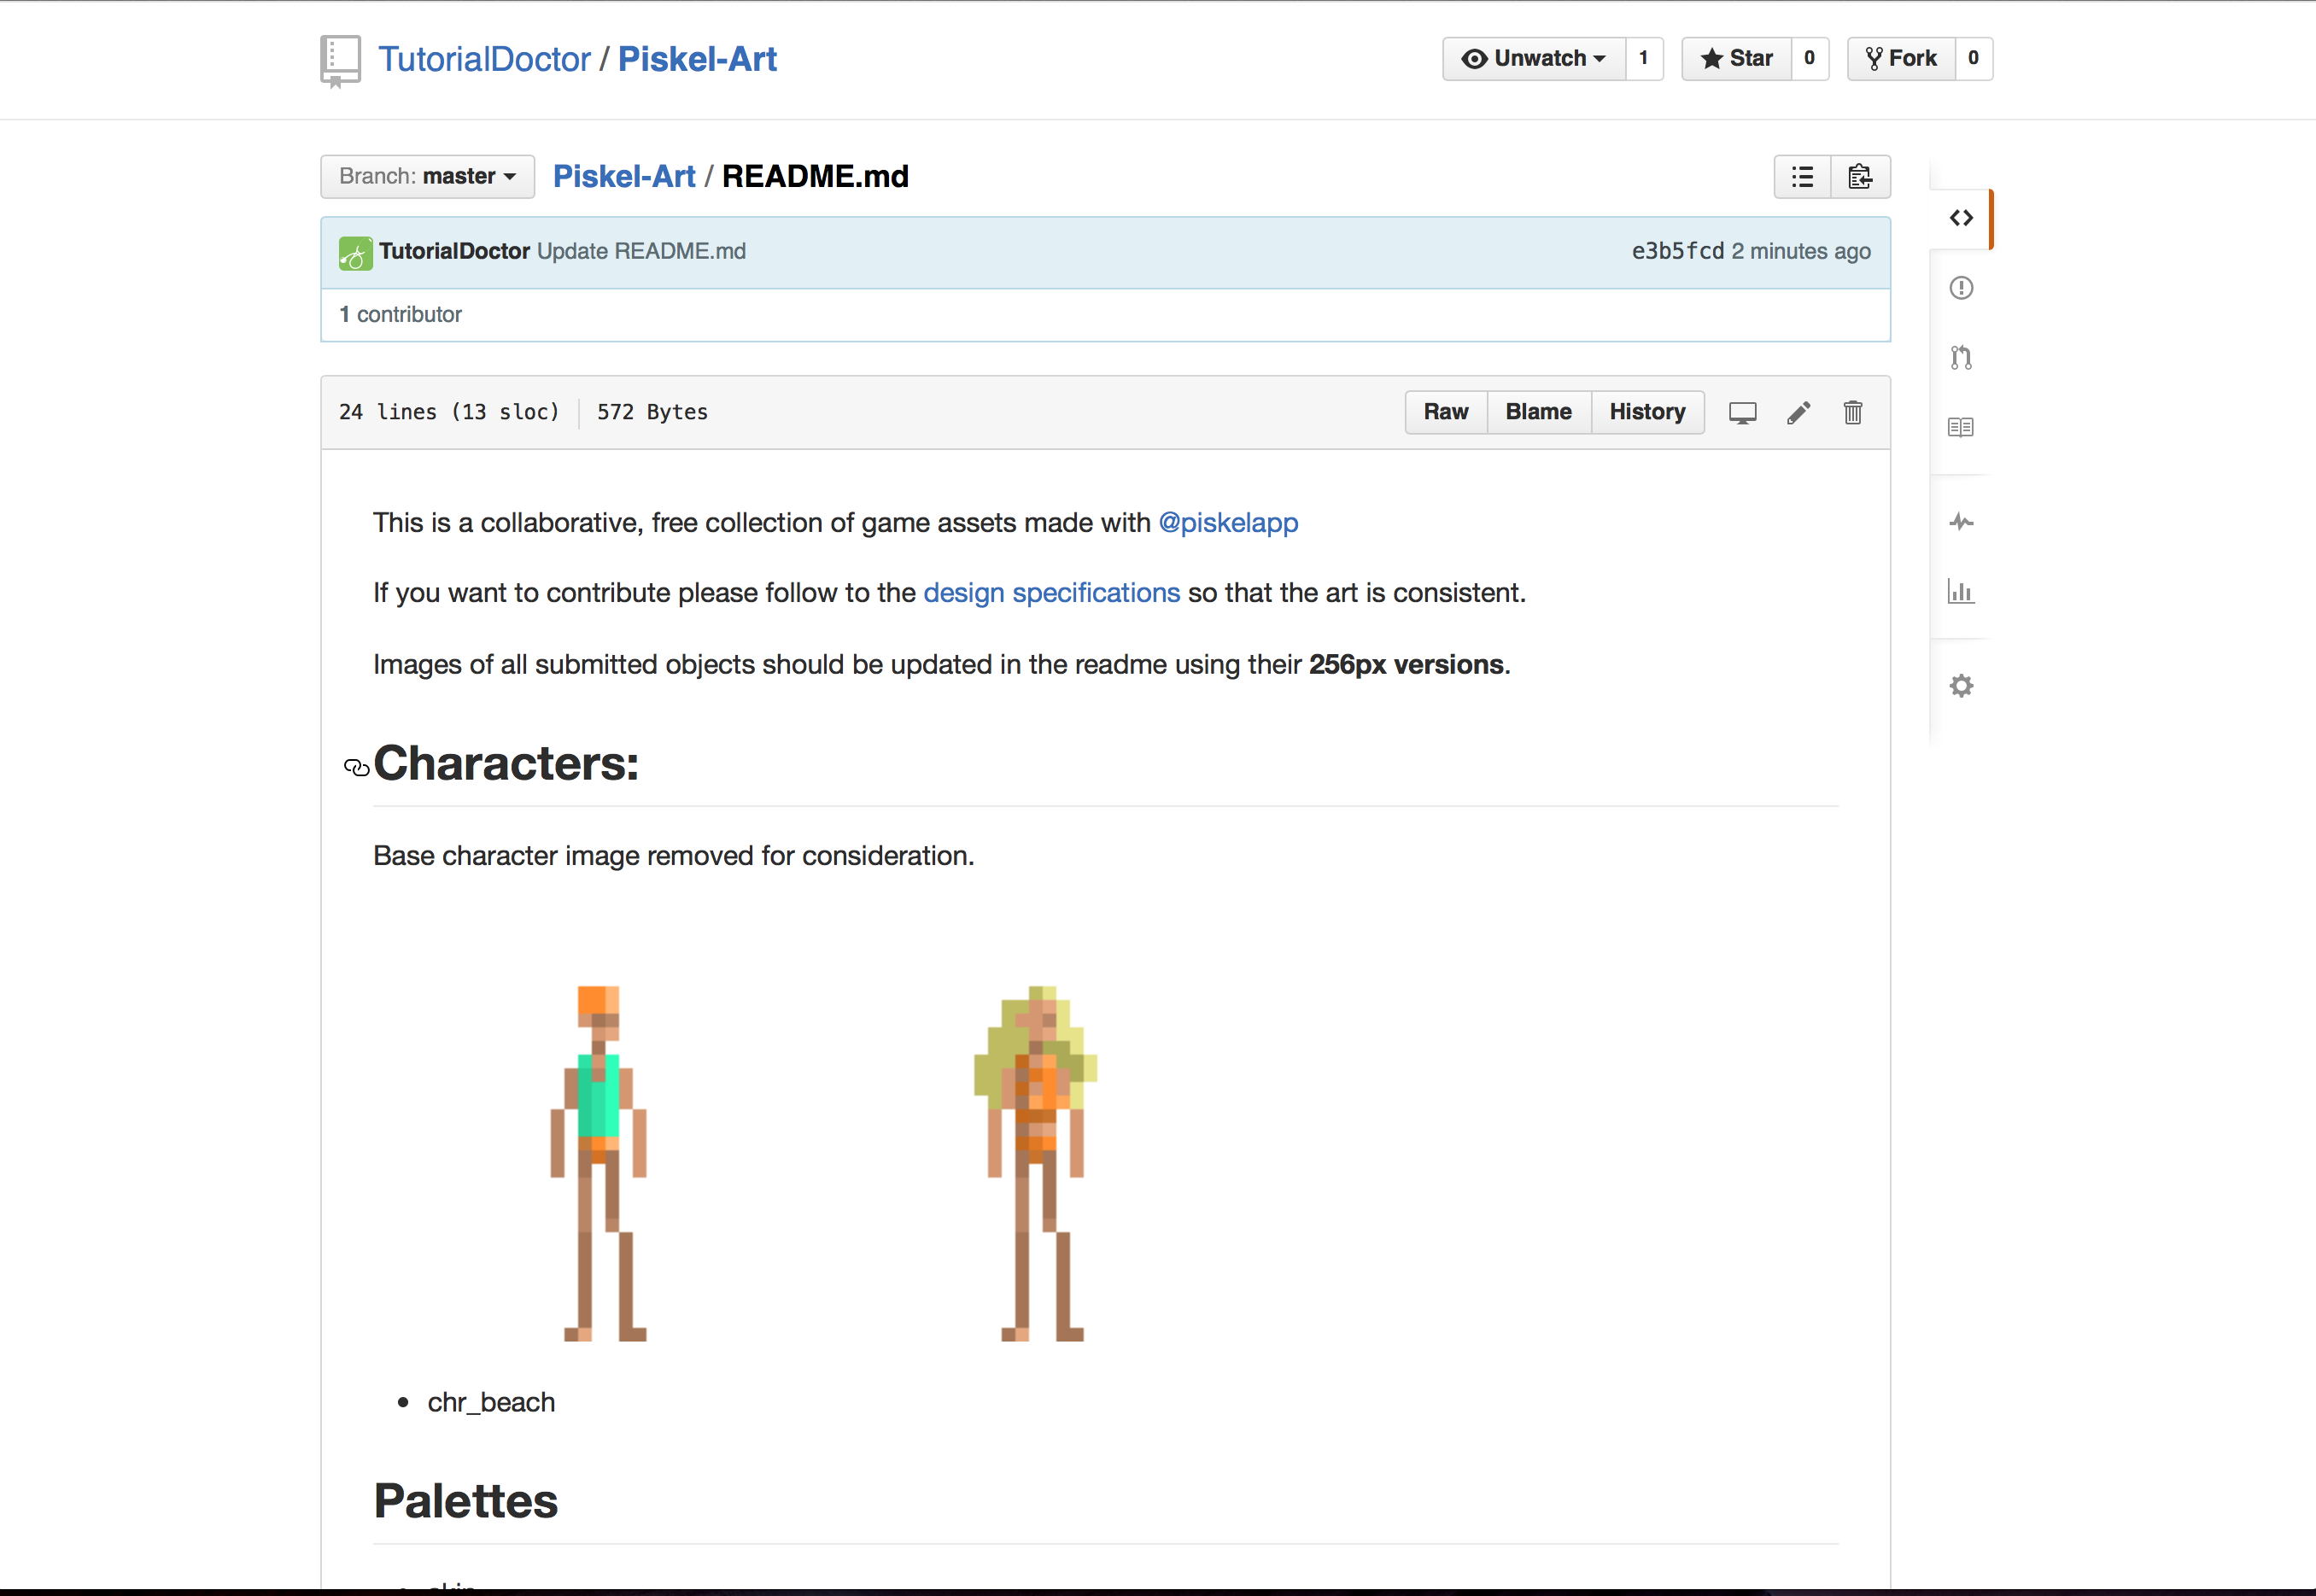 TutorialDoctor / Piskel-Art
Unwatch 1 Star 0 Fork 0
Branch: master Piskel-Art / README.md
TutorialDoctor Update README.md e3b5fcd 2 minutes ago
1 contributor
24 lines (13 sloc) 572 Bytes Raw Blame History
This is a collaborative, free collection of game assets made with @piskelapp
If you want to contribute please follow to the design specifications so that the art is consistent.
Images of all submitted objects should be updated in the readme using their 256px versions.
Characters:
Base character image removed for consideration.
• chr_beach
Palettes